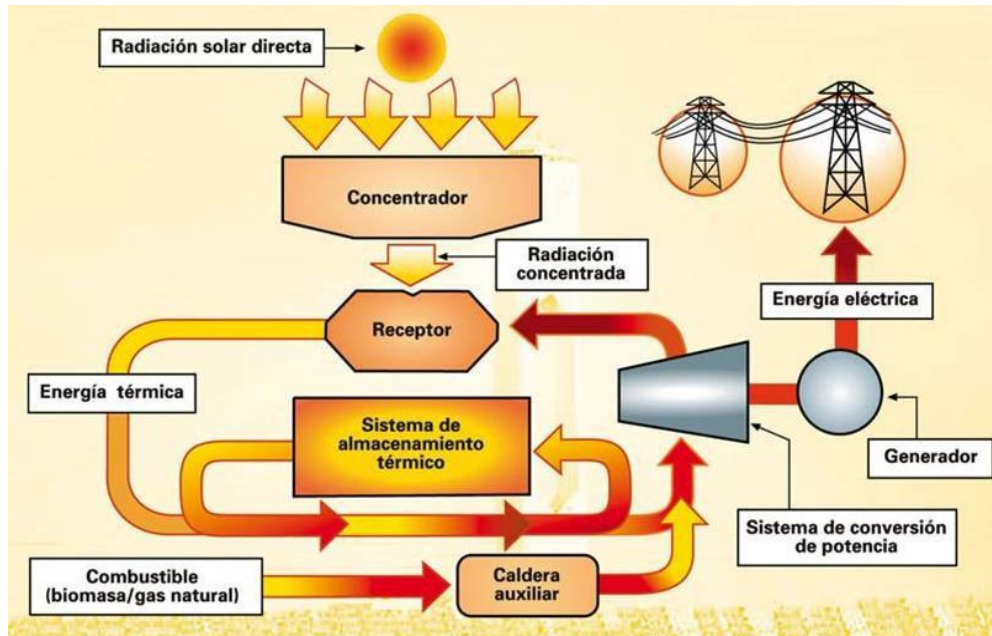 Radiación solar directa
Concentrador
Radiación
concentrada
Receptor
Energía eléctrica
Energía térmica
Sistema de
almacenamiento
térmico
Generador
Sistema de conversión
de potencia
Combustible
(biomasa/gas natural)
Caldera
auxiliar